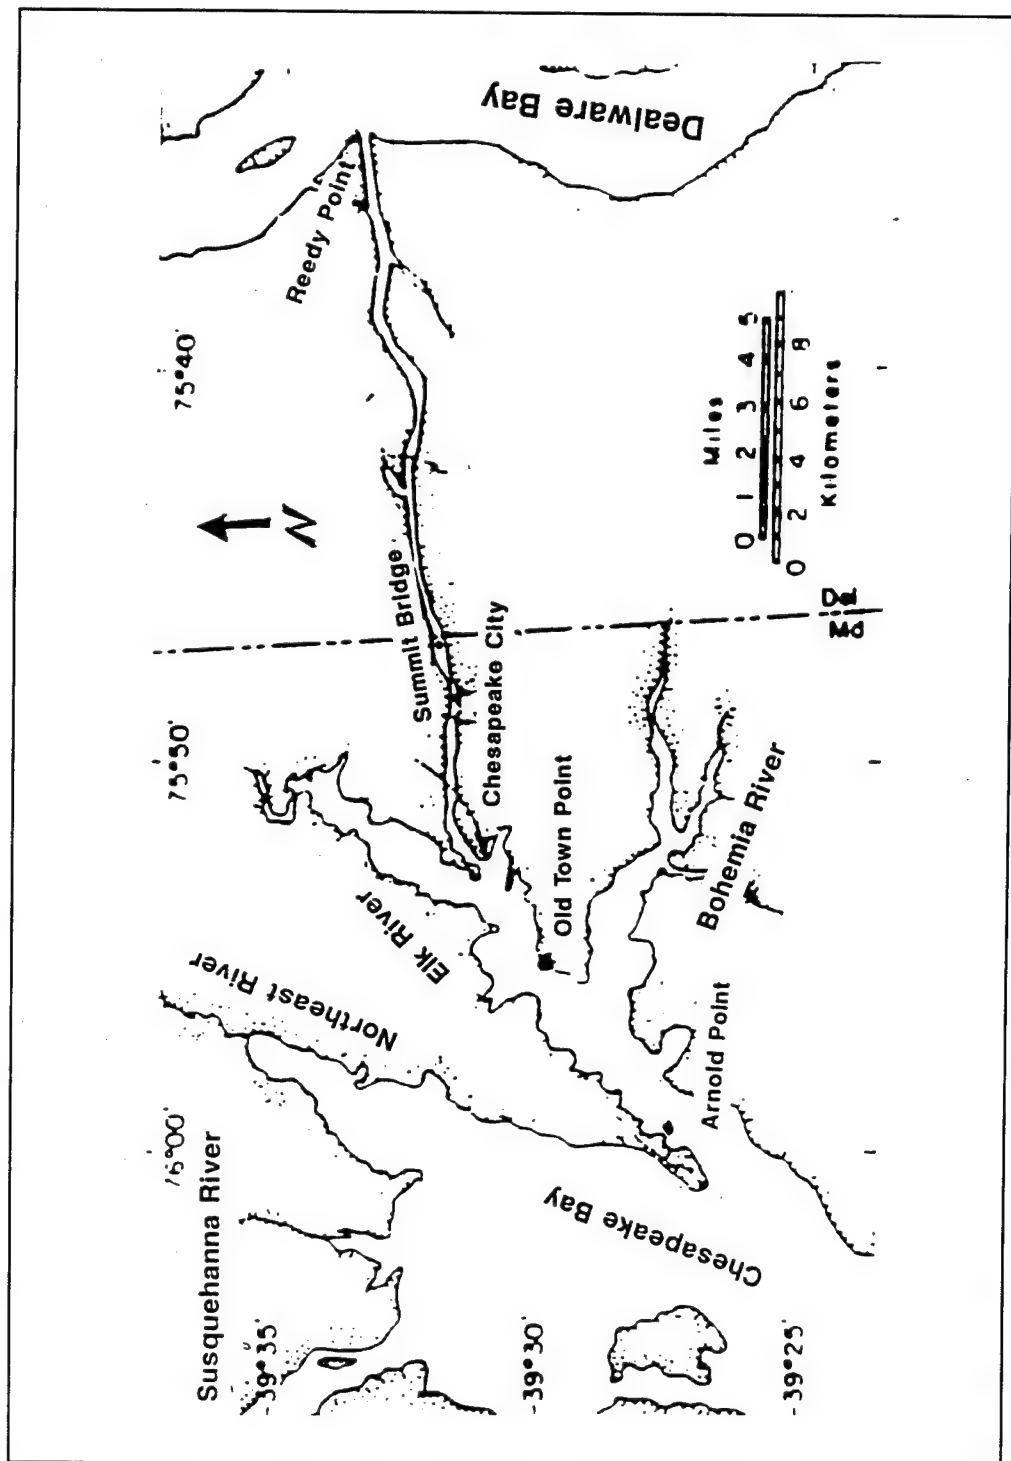 Susquehanna River
Northeast River
Elk River
Chesapeake Bay
Arnold Point
Bohemia River
Old Town Point
Chesapeake City
Summit Bridge
Reedy Point
Dealware Bay
N
75°40'
75°50'
76°00'
39°35'
39°30'
39°25'
Del
Md
Miles
0 1 2 3 4 5
0 2 4 6 8
Kilometers